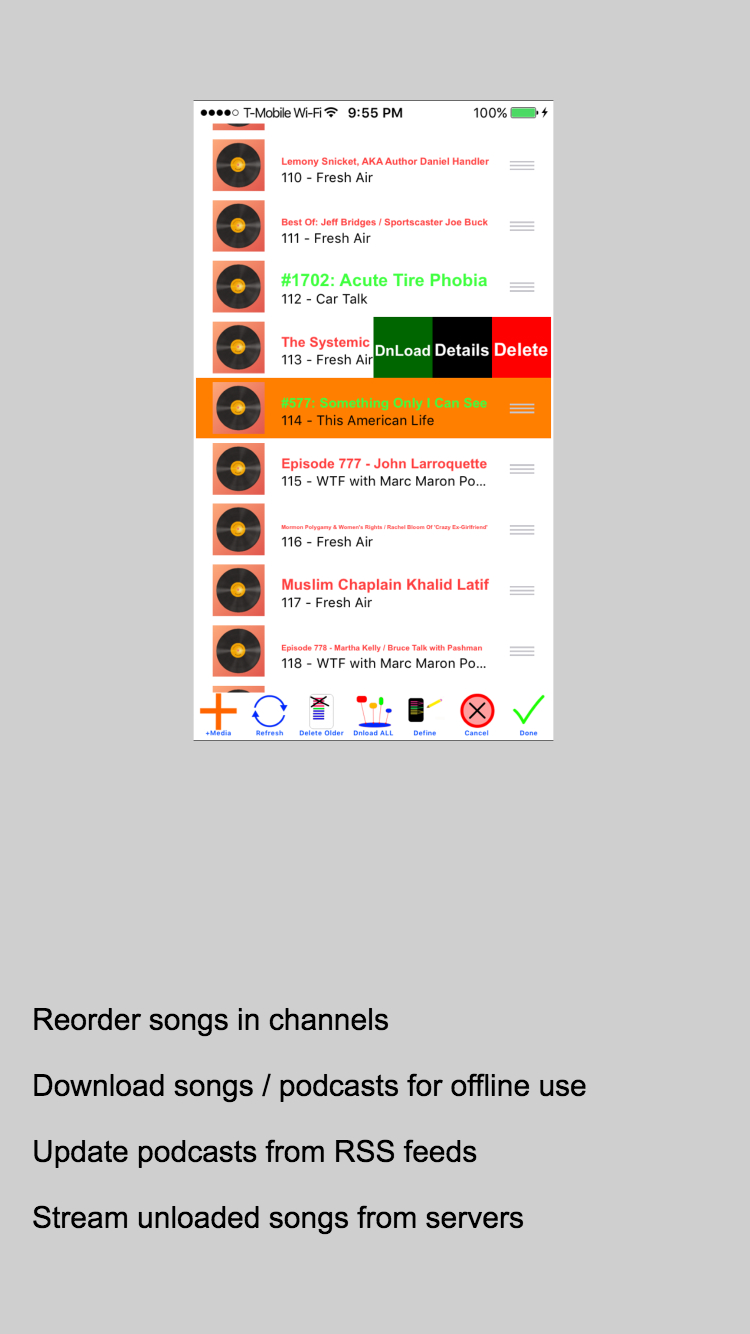 T-Mobile Wi-Fi 9:55 PM 100%
Lemony Snicket, AKA Author Daniel Handler
110 - Fresh Air
Best Of: Jeff Bridges / Sportscaster Joe Buck
111 - Fresh Air
#1702: Acute Tire Phobia
112 - Car Talk
The Systemic
113 - Fresh Air
DnLoad Details Delete
#577: Something Only I Can See
114 - This American Life
Episode 777 - John Larroquette
115 - WTF with Marc Maron Po...
Mormon Polygamy & Women's Rights / Rachel Bloom Of 'Crazy Ex-Girlfriend'
116 - Fresh Air
Muslim Chaplain Khalid Latif
117 - Fresh Air
Episode 778 - Martha Kelly / Bruce Talk with Pashman
118 - WTF with Marc Maron Po...
+Media Refresh Delete Older Dnload ALL Define Cancel Done
Reorder songs in channels
Download songs / podcasts for offline use
Update podcasts from RSS feeds
Stream unloaded songs from servers